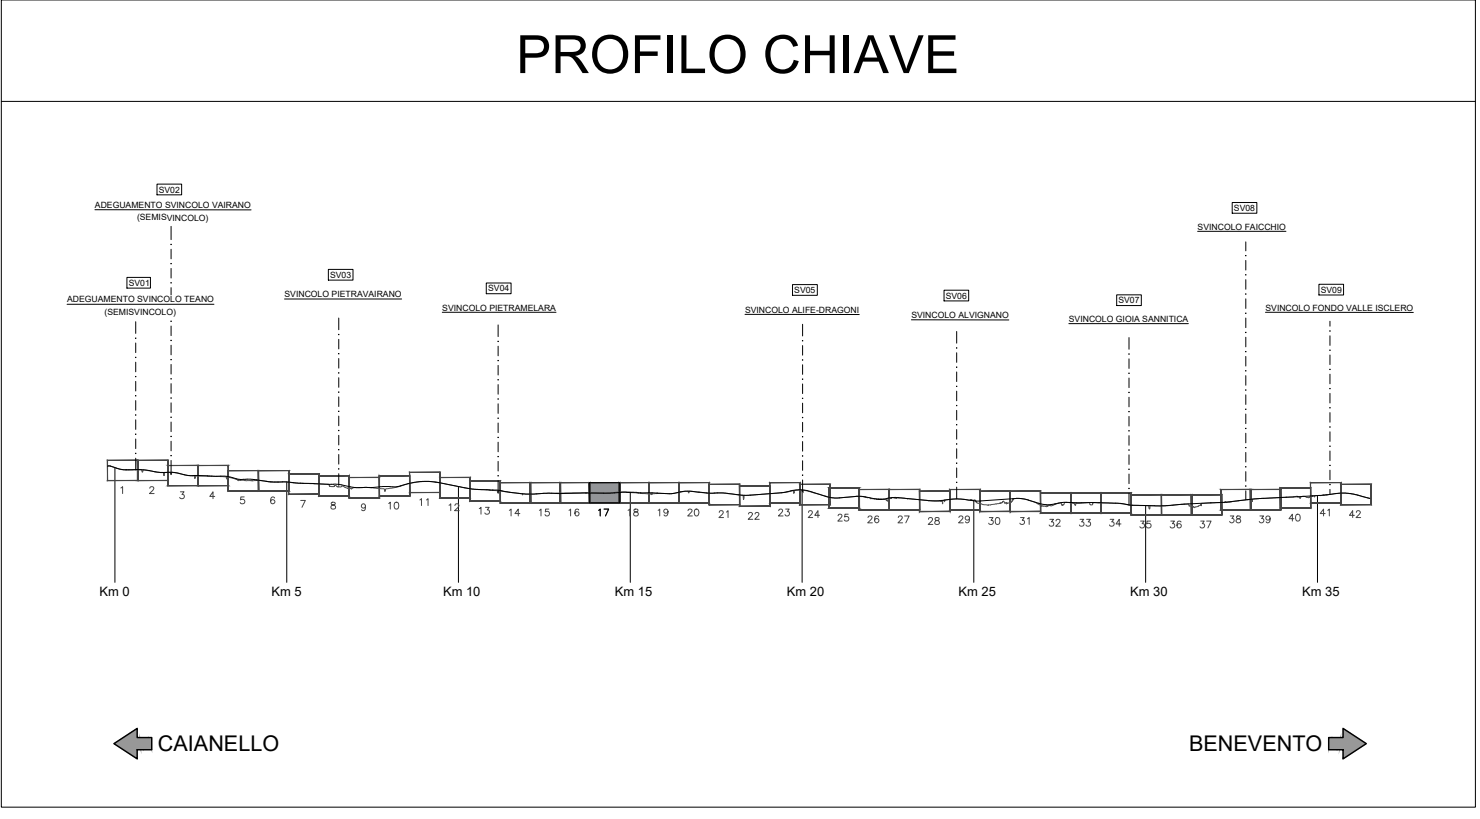 PROFILO CHIAVE
SV02
ADEGUAMENTO SVINCOLO VAIRANO
(SEMISVINCOLO)
SV08
SVINCOLO FAICCHIO
SV01
ADEGUAMENTO SVINCOLO TEANO
(SEMISVINCOLO)
SV03
SVINCOLO PIETRAVAIRANO
SV04
SVINCOLO PIETRAMELARA
SV05
SVINCOLO ALIFE-DRAGONI
SV06
SVINCOLO ALVIGNANO
SV07
SVINCOLO GIOIA SANNITICA
SV09
SVINCOLO FONDO VALLE ISCLERO
1 2 3 4 5 6 7 8 9 10 11 12 13 14 15 16 17 18 19 20 21 22 23 24 25 26 27 28 29 30 31 32 33 34 35 36 37 38 39 40 41 42
Km 0 Km 5 Km 10 Km 15 Km 20 Km 25 Km 30 Km 35
CAIANELLO
BENEVENTO